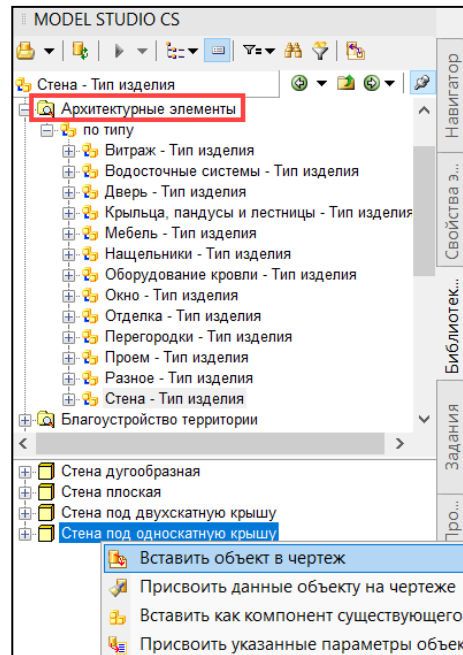 MODEL STUDIO CS
Стена - Тип изделия
Архитектурные элементы
по типу
Витраж - Тип изделия
Водосточные системы - Тип изделия
Дверь - Тип изделия
Крыльца, пандусы и лестницы - Тип изделия
Мебель - Тип изделия
Нащельники - Тип изделия
Оборудование кровли - Тип изделия
Окно - Тип изделия
Отделка - Тип изделия
Перегородки - Тип изделия
Проем - Тип изделия
Разное - Тип изделия
Стена - Тип изделия
Благоустройство территории
Стена дугообразная
Стена плоская
Стена под двухскатную крышу
Стена под односкатную крышу
Вставить объект в чертеж
Присвоить данные объекту на чертеже
Вставить как компонент существующего
Присвоить указанные параметры объек
Навигатор
Свойства э...
Библиотек...
Задания
Про...